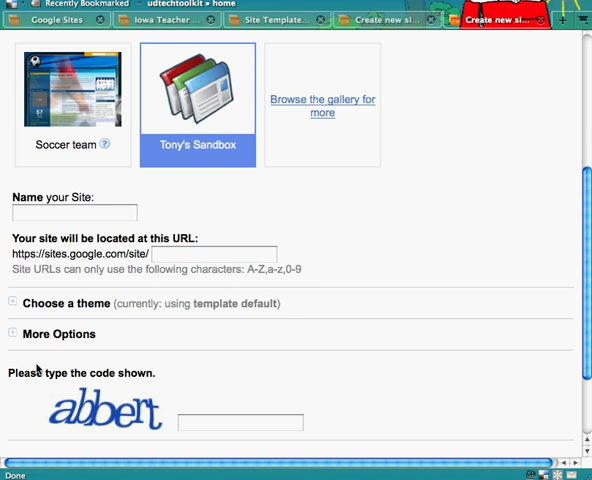 Recently Bookmarked
udtechtoolkit » home
Google Sites
Iowa Teacher ...
Site Template...
Create new si...
Create new si...
Soccer team
Tony's Sandbox
Browse the gallery for
more
Name your Site:
Your site will be located at this URL:
https://sites.google.com/site/
Site URLs can only use the following characters: A-Z,a-z,0-9
Choose a theme (currently: using template default)
More Options
Please type the code shown.
abbert
Done